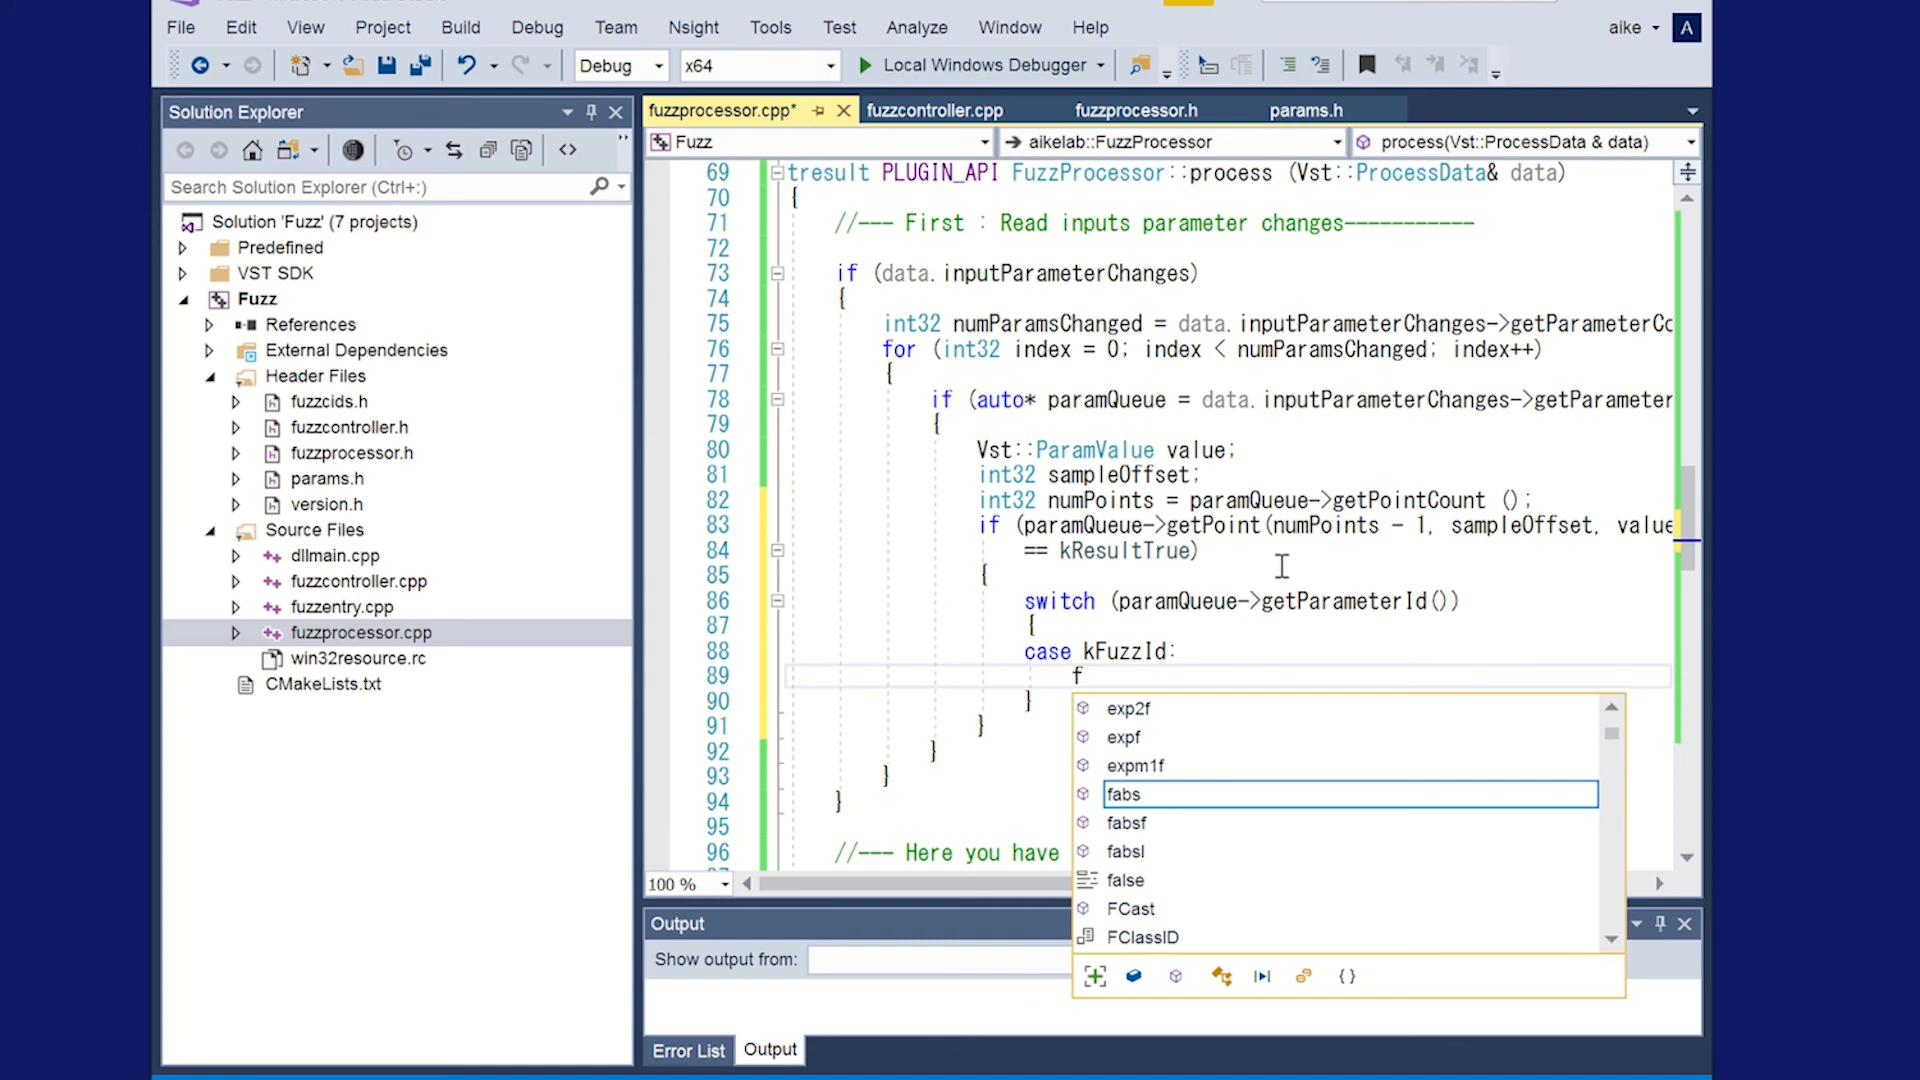 File Edit View Project Build Debug Team Nsight Tools Test Analyze Window Help aike A
Debug x64 Local Windows Debugger
Solution Explorer
Search Solution Explorer (Ctrl+:)
Solution 'Fuzz' (7 projects)
Predefined
VST SDK
Fuzz
References
External Dependencies
Header Files
fuzzcids.h
fuzzcontroller.h
fuzzprocessor.h
params.h
version.h
Source Files
dllmain.cpp
fuzzcontroller.cpp
fuzzentry.cpp
fuzzprocessor.cpp
win32resource.rc
CMakeLists.txt
fuzzprocessor.cpp* fuzzcontroller.cpp fuzzprocessor.h params.h
Fuzz aikelab::FuzzProcessor process(Vst::ProcessData & data)
69 tresult PLUGIN_API FuzzProcessor::process (Vst::ProcessData& data)
70 {
71 //--- First : Read inputs parameter changes-----------
72
73 if (data.inputParameterChanges)
74 {
75 int32 numParamsChanged = data.inputParameterChanges->getParameterCo
76 for (int32 index = 0; index < numParamsChanged; index++)
77 {
78 if (auto* paramQueue = data.inputParameterChanges->getParameter
79 {
80 Vst::ParamValue value;
81 int32 sampleOffset;
82 int32 numPoints = paramQueue->getPointCount ();
83 if (paramQueue->getPoint(numPoints - 1, sampleOffset, value
84 == kResultTrue)
85 {
86 switch (paramQueue->getParameterId())
87 {
88 case kFuzzId:
89 f
90 }
91 }
92 }
93 }
94 }
95
96 //--- Here you have
exp2f
expf
expm1f
fabs
fabsf
fabsl
false
FCast
FClassID
100 %
Output
Show output from:
Error List Output